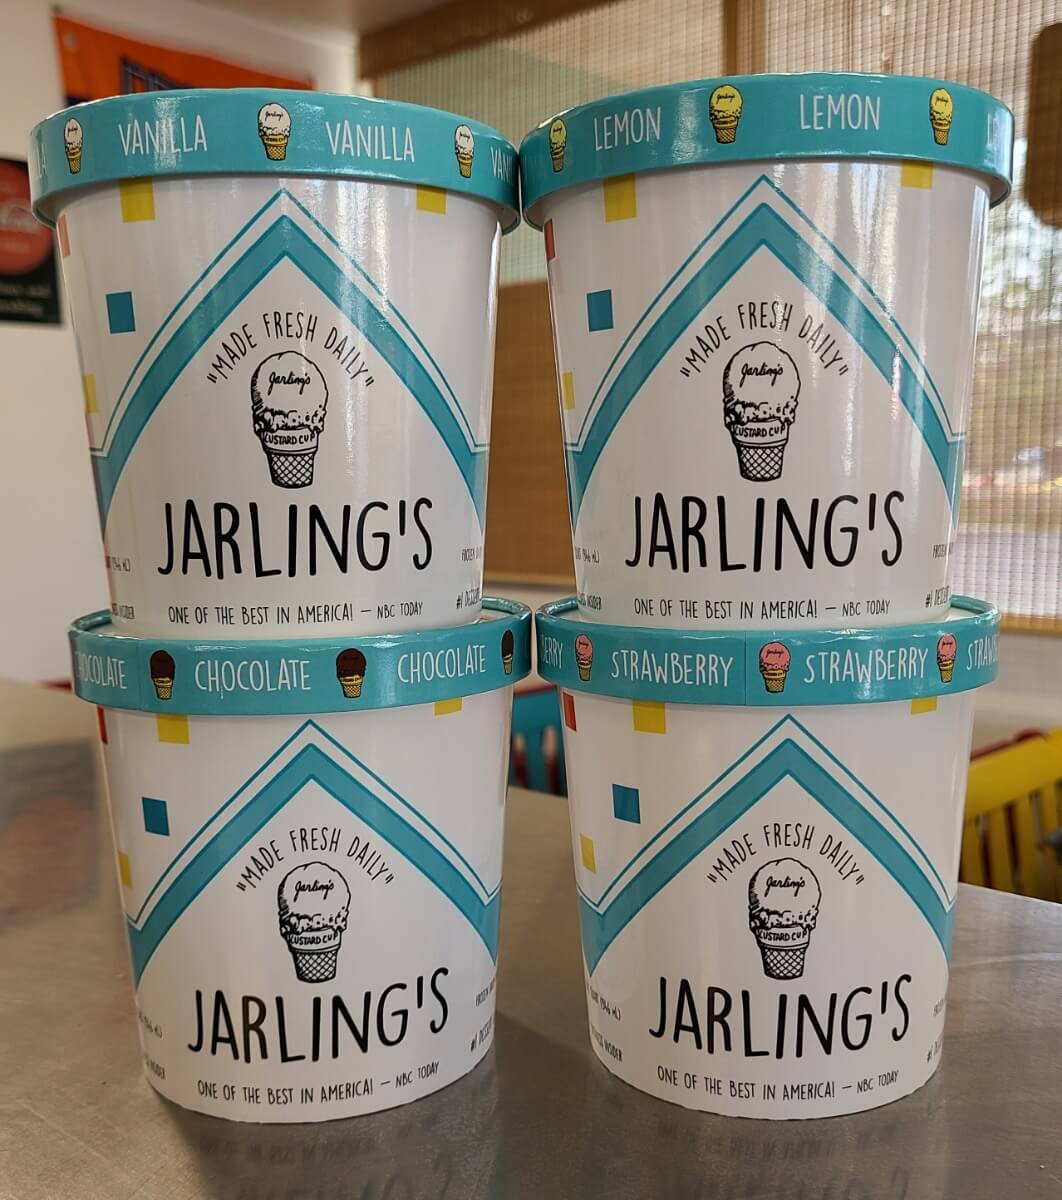 VANILLA VANILLA
"MADE FRESH DAILY"
Jarling's
CUSTARD CUP
JARLING'S
ONE OF THE BEST IN AMERICA! — NBC TODAY
LEMON LEMON
"MADE FRESH DAILY"
Jarling's
CUSTARD CUP
JARLING'S
ONE OF THE BEST IN AMERICA! — NBC TODAY
CHOCOLATE CHOCOLATE
"MADE FRESH DAILY"
Jarling's
CUSTARD CUP
JARLING'S
ONE OF THE BEST IN AMERICA! — NBC TODAY
STRAWBERRY STRAWBERRY
"MADE FRESH DAILY"
Jarling's
CUSTARD CUP
JARLING'S
ONE OF THE BEST IN AMERICA! — NBC TODAY